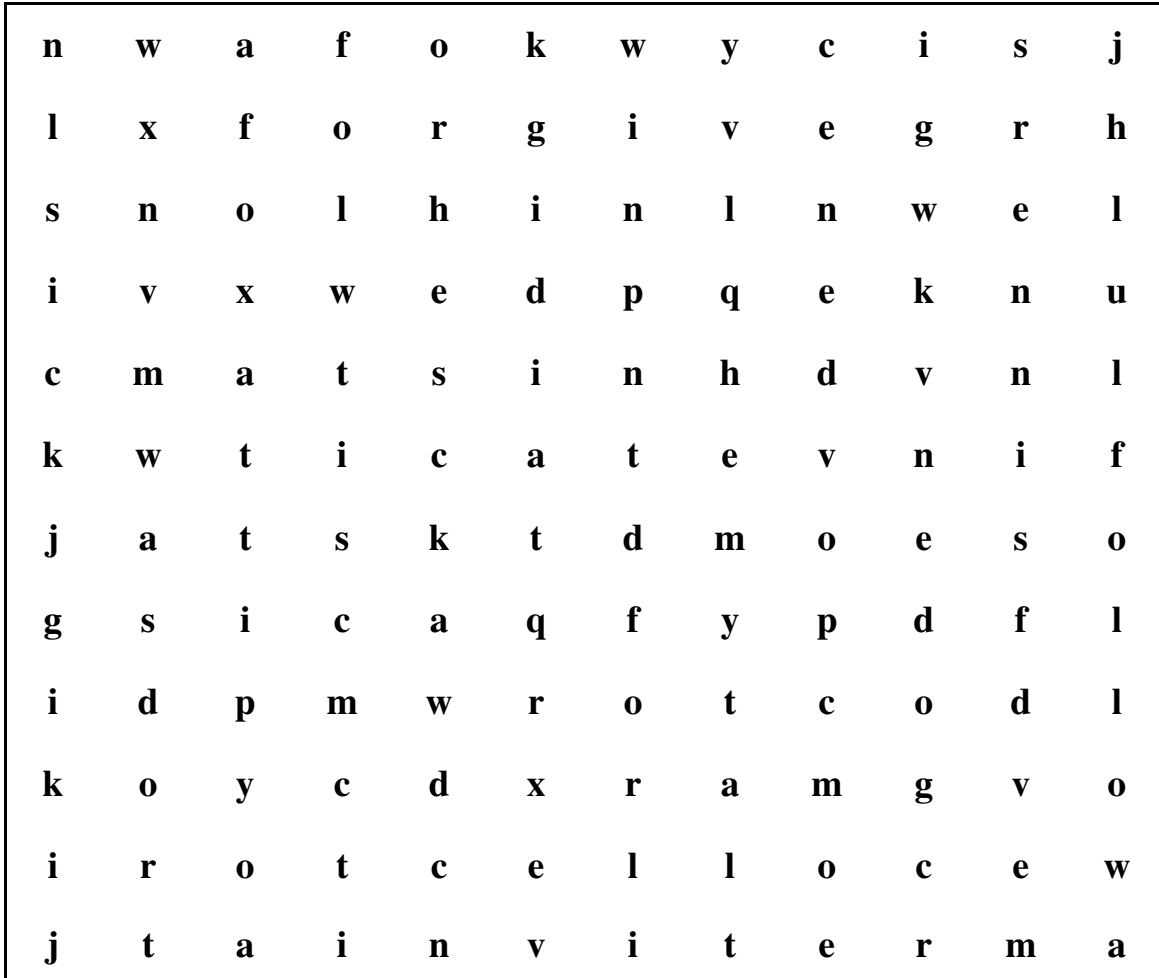 n w a f o k w y c i s j
l x f o r g i v e g r h
s n o l h i n l n w e l
i v x w e d p q e k n u
c m a t s i n h d v n l
k w t i c a t e v n i f
j a t s k t d m o e s o
g s i c a q f y p d f l
i d p m w r o t c o d l
k o y c d x r a m g v o
i r o t c e l l o c e w
j t a i n v i t e r m a